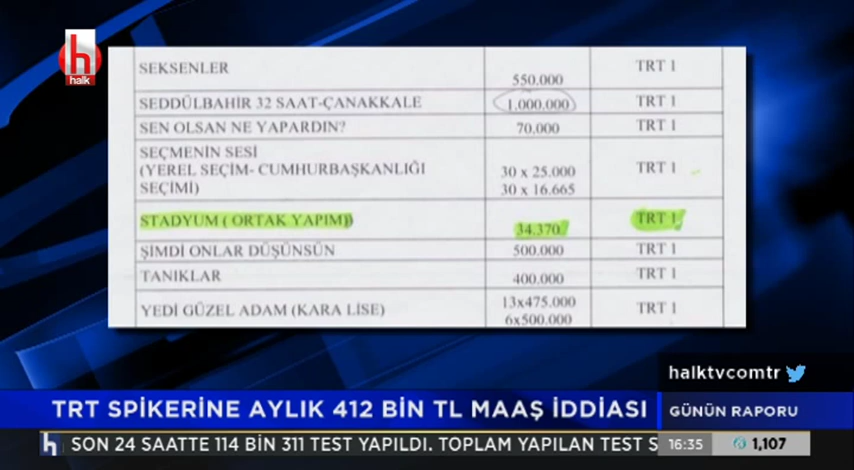 h
halk
SEKSENLER 550.000 TRT 1
SEDDÜLBAHİR 32 SAAT-ÇANAKKALE 1.000.000 TRT 1
SEN OLSAN NE YAPARDIN? 70.000 TRT 1
SEÇMENİN SESİ
(YEREL SEÇİM- CUMHURBAŞKANLIĞI 30 x 25.000 TRT 1
SEÇİMİ) 30 x 16.665
STADYUM ( ORTAK YAPIM) 34.370 TRT 1
ŞİMDİ ONLAR DÜŞÜNSÜN 500.000 TRT 1
TANIKLAR 400.000 TRT 1
YEDİ GÜZEL ADAM (KARA LİSE) 13x475.000 TRT 1
6x500.000
halktvcomtr
TRT SPİKERİNE AYLIK 412 BİN TL MAAŞ İDDİASI GÜNÜN RAPORU
h SON 24 SAATTE 114 BİN 311 TEST YAPILDI. TOPLAM YAPILAN TEST S 16:35 1,107